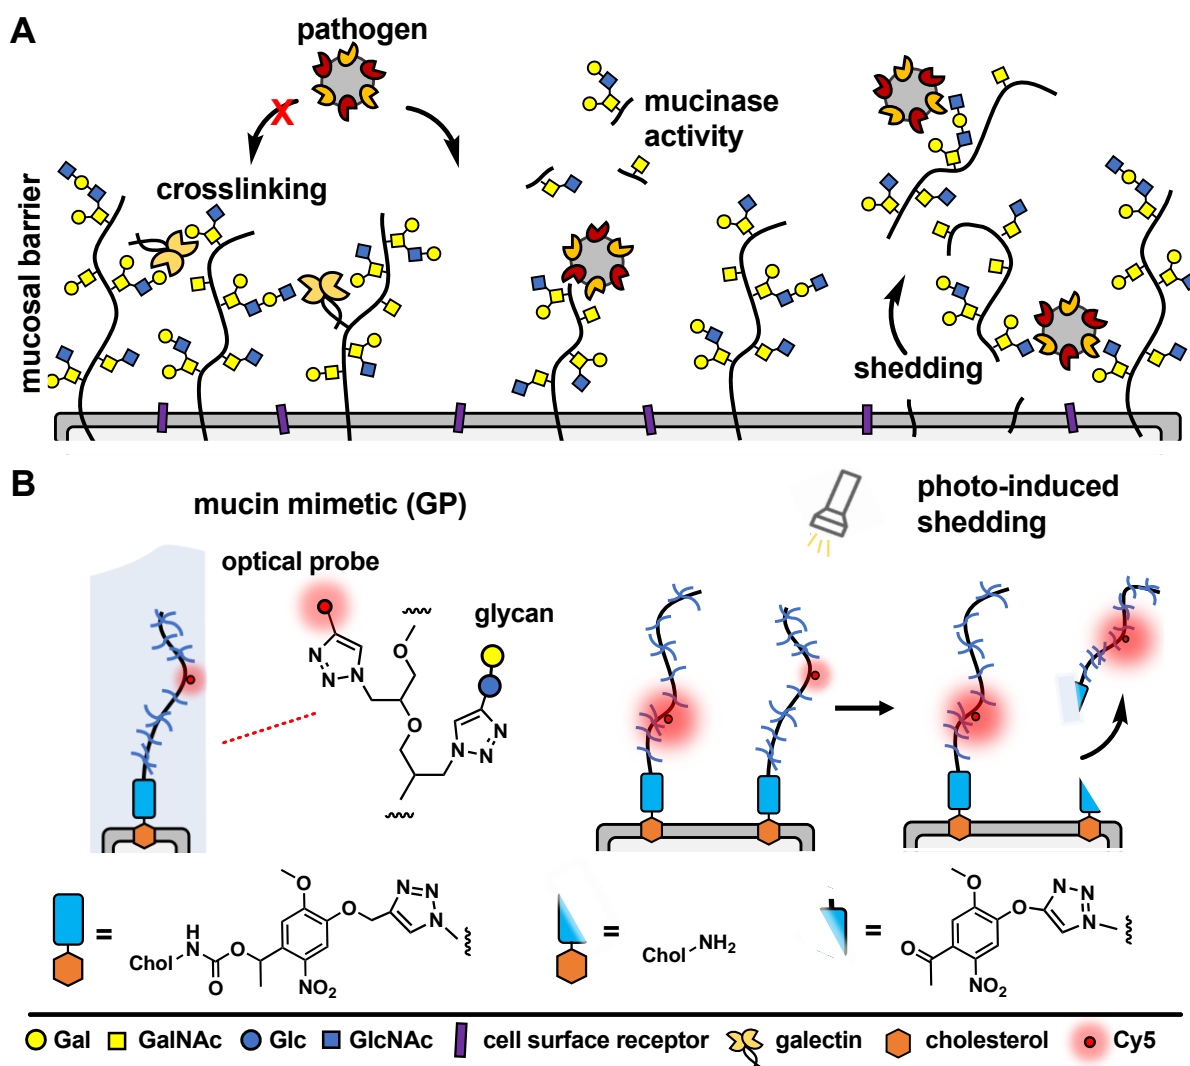 A
pathogen
X
mucinase
activity
crosslinking
mucosal barrier
shedding
B
mucin mimetic (GP)
photo-induced
shedding
optical probe
glycan
N
N
N
O
O
N
N
N
=
Chol
H
N
O
O
O
O
NO2
N
N
N
=
Chol
NH2
=
O
O
O
NO2
N
N
N
Gal
GalNAc
Glc
GlcNAc
cell surface receptor
galectin
cholesterol
Cy5